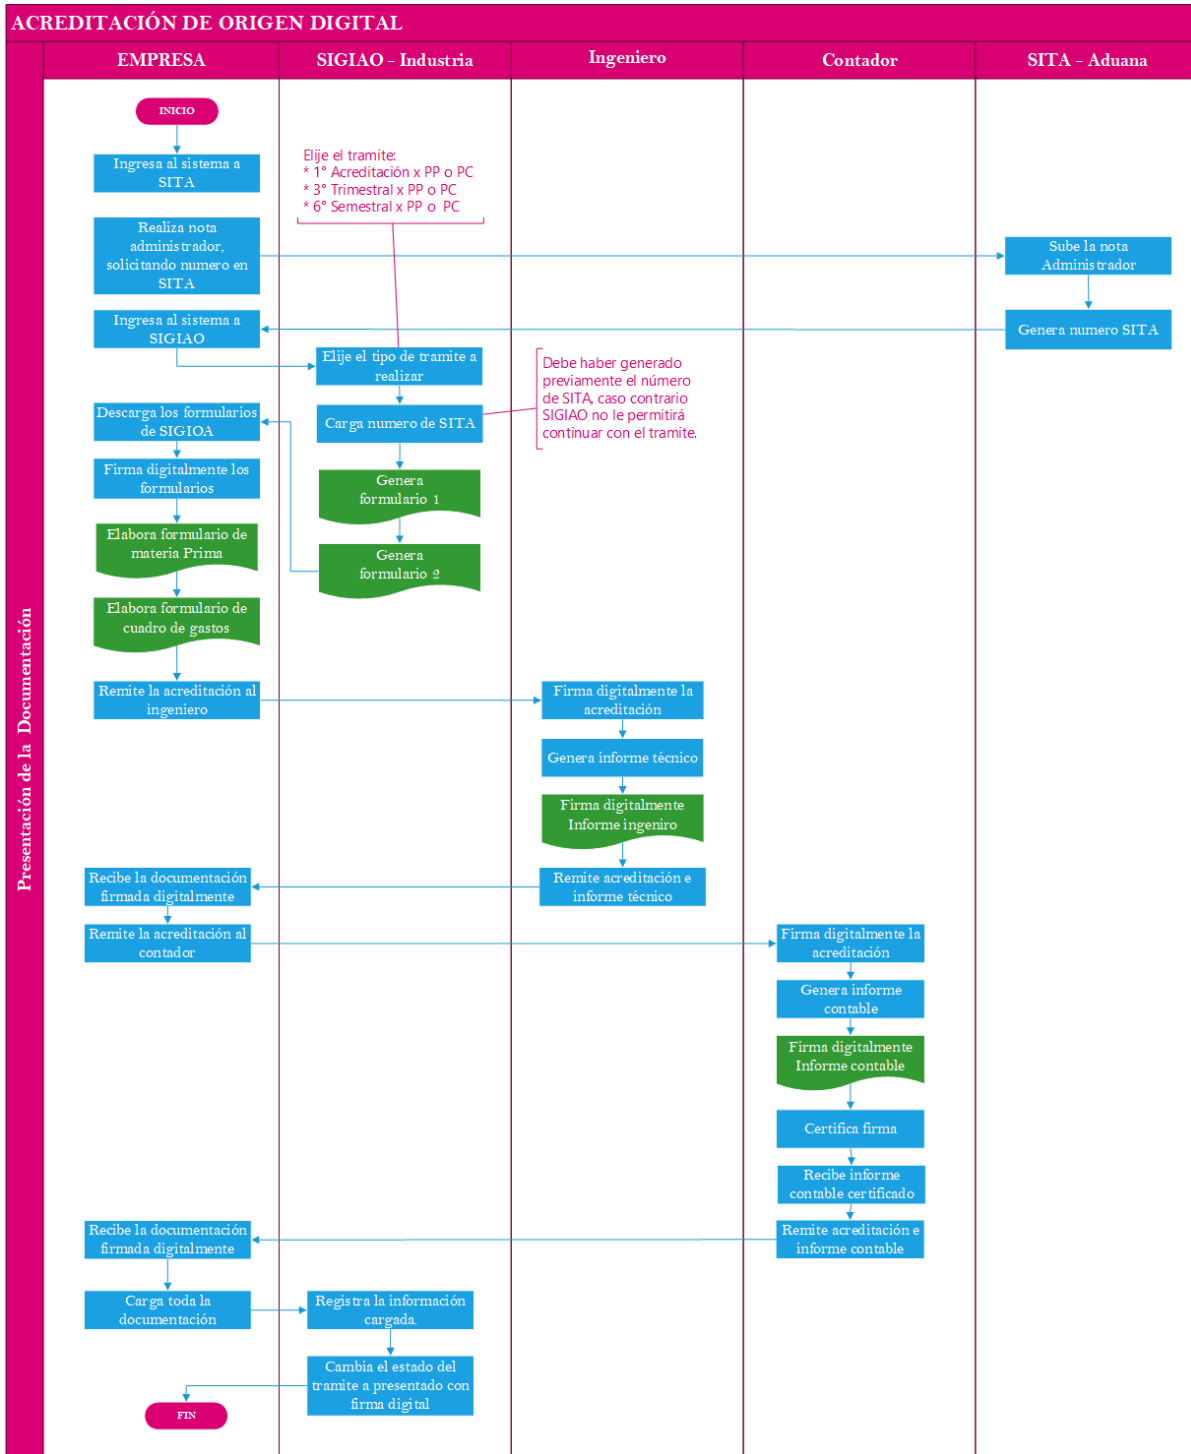 ACREDITACIÓN DE ORIGEN DIGITAL
EMPRESA
SIGIAO - Industria
Ingeniero
Contador
SITA - Aduana
Presentación de la Documentación
INICIO
Ingresa al sistema a
SITA
Elije el tramite:
* 1° Acreditación x PP o PC
* 3° Trimestral x PP o PC
* 6° Semestral x PP o PC
Realiza nota
administrador,
solicitando numero en
SITA
Sube la nota
Administrador
Ingresa al sistema a
SIGIAO
Genera numero SITA
Elije el tipo de tramite a
realizar
Debe haber generado
previamente el número
de SITA, caso contrario
SIGIAO no le permitirá
continuar con el tramite.
Descarga los formularios
de SIGIOA
Carga numero de SITA
Firma digitalmente los
formularios
Genera
formulario 1
Elabora formulario de
materia Prima
Genera
formulario 2
Elabora formulario de
cuadro de gastos
Remite la acreditación al
ingeniero
Firma digitalmente la
acreditación
Genera informe técnico
Firma digitalmente
Informe ingeniro
Recibe la documentación
firmada digitalmente
Remite acreditación e
informe técnico
Remite la acreditación al
contador
Firma digitalmente la
acreditación
Genera informe
contable
Firma digitalmente
Informe contable
Certifica firma
Recibe informe
contable certificado
Recibe la documentación
firmada digitalmente
Remite acreditación e
informe contable
Carga toda la
documentación
Registra la información
cargada.
Cambia el estado del
tramite a presentado con
firma digital
FIN